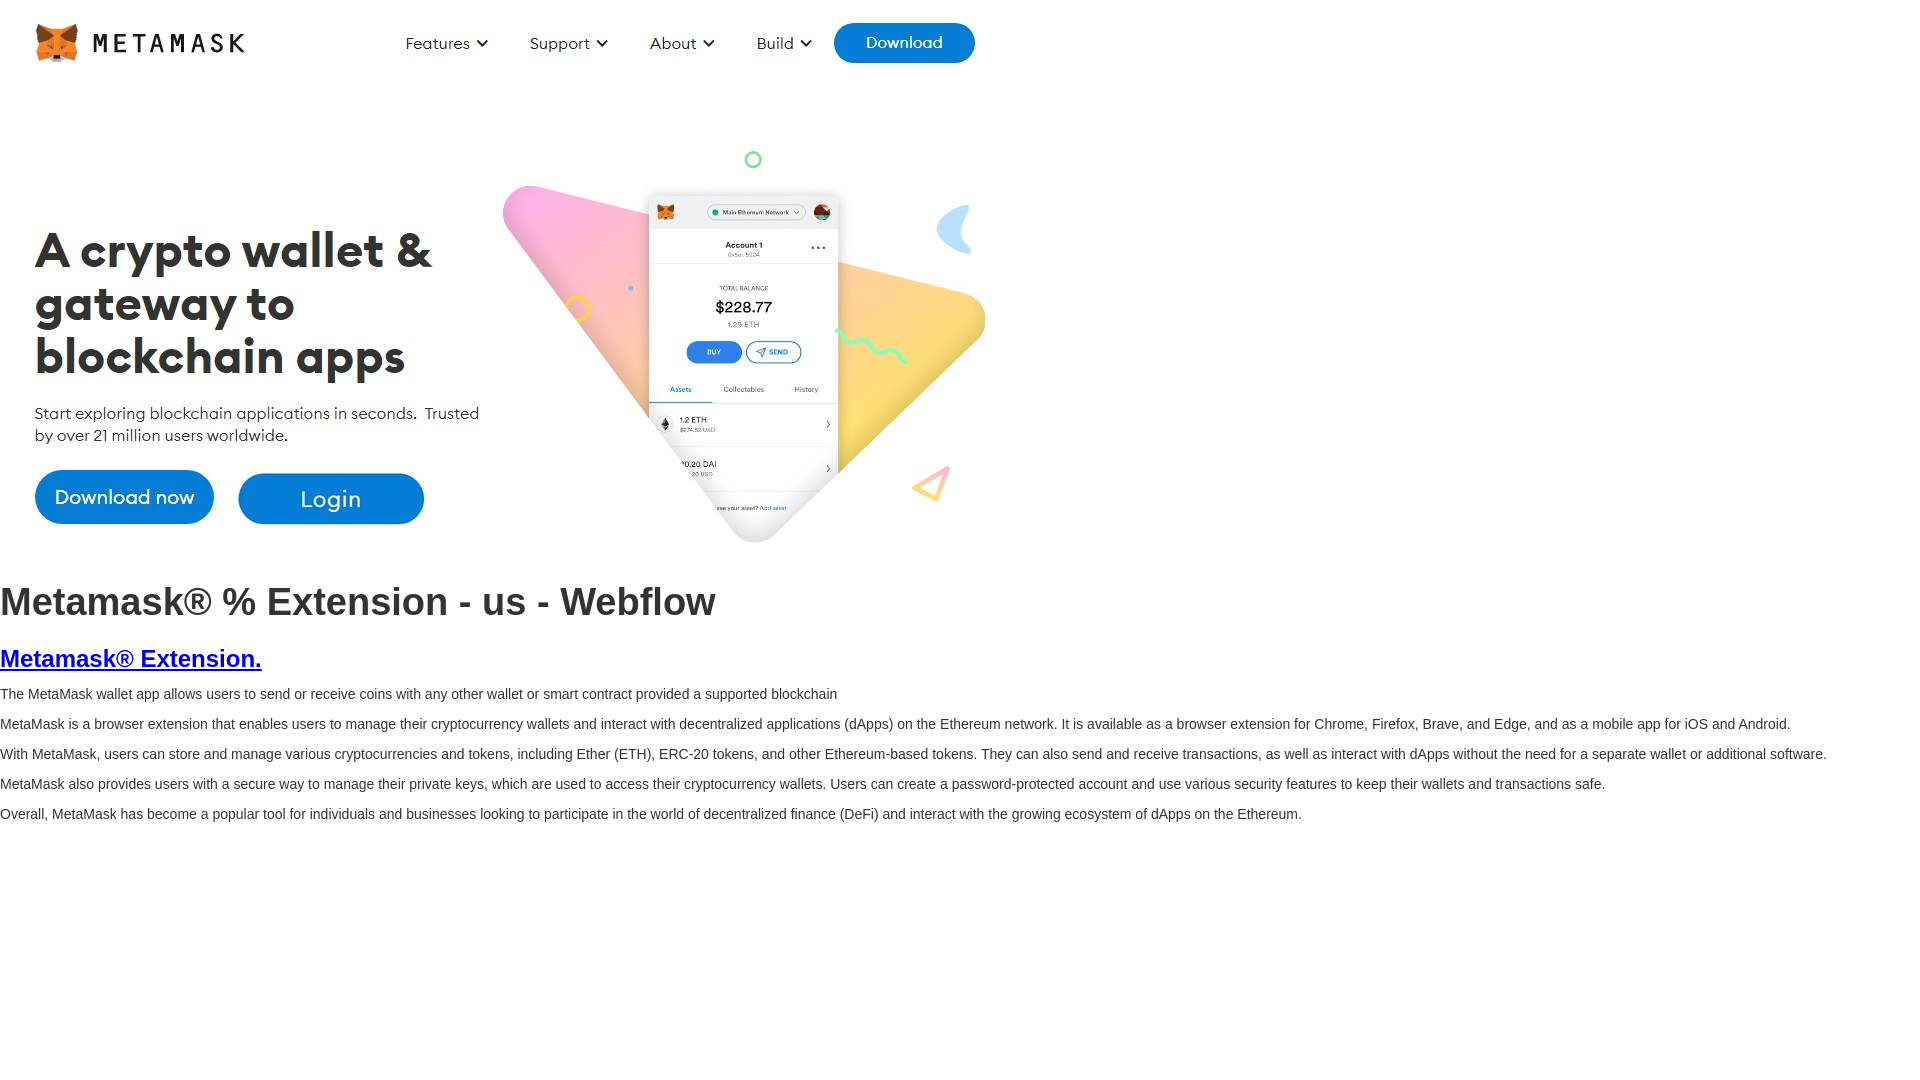 METAMASK
Features
Support
About
Build
Download
A crypto wallet &
gateway to
blockchain apps
Start exploring blockchain applications in seconds. Trusted
by over 21 million users worldwide.
Download now
Login
Main Ethereum Network
Account 1
0x5e...5924
TOTAL BALANCE
$228.77
1.29 ETH
BUY
SEND
Assets
Collectables
History
1.2 ETH
$274.52 USD
0.20 DAI
20 USD
your asset? Add asset
Metamask® % Extension - us - Webflow
Metamask® Extension.
The MetaMask wallet app allows users to send or receive coins with any other wallet or smart contract provided a supported blockchain
MetaMask is a browser extension that enables users to manage their cryptocurrency wallets and interact with decentralized applications (dApps) on the Ethereum network. It is available as a browser extension for Chrome, Firefox, Brave, and Edge, and as a mobile app for iOS and Android.
With MetaMask, users can store and manage various cryptocurrencies and tokens, including Ether (ETH), ERC-20 tokens, and other Ethereum-based tokens. They can also send and receive transactions, as well as interact with dApps without the need for a separate wallet or additional software.
MetaMask also provides users with a secure way to manage their private keys, which are used to access their cryptocurrency wallets. Users can create a password-protected account and use various security features to keep their wallets and transactions safe.
Overall, MetaMask has become a popular tool for individuals and businesses looking to participate in the world of decentralized finance (DeFi) and interact with the growing ecosystem of dApps on the Ethereum.